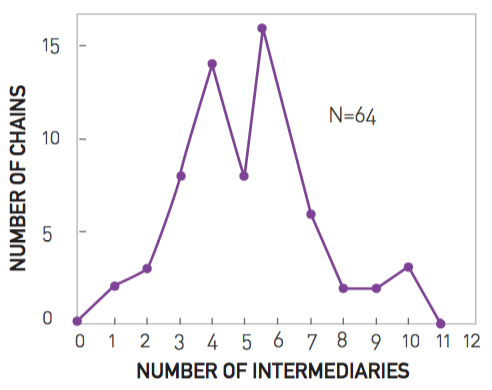 NUMBER OF CHAINS
15
10
5
0
N=64
0 1 2 3 4 5 6 7 8 9 10 11 12
NUMBER OF INTERMEDIARIES